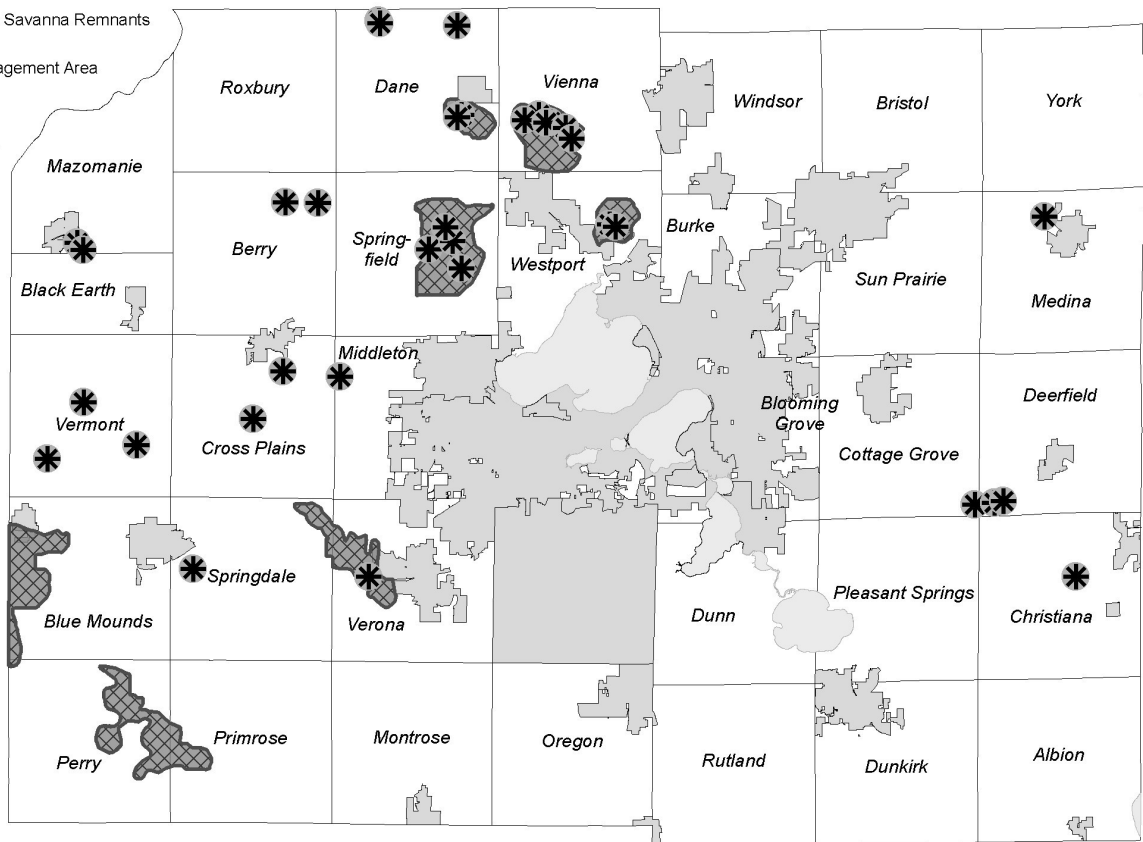 Savanna Remnants
agement Area
Roxbury
Dane
Vienna
Windsor
Bristol
York
Mazomanie
Berry
Spring-
field
Westport
Burke
Sun Prairie
Medina
Black Earth
Middleton
Vermont
Cross Plains
Blooming
Grove
Cottage Grove
Deerfield
Blue Mounds
Springdale
Verona
Dunn
Pleasant Springs
Christiana
Perry
Primrose
Montrose
Oregon
Rutland
Dunkirk
Albion